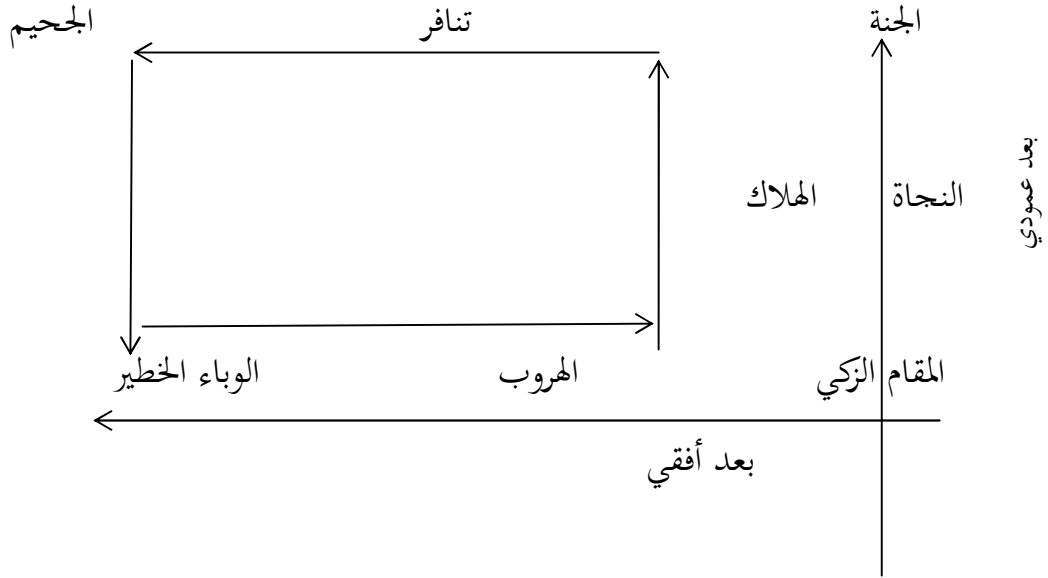 الجنة تنافر الجحيم
بعد عمودي
النجاة الهلاك
المقام الزكي الهروب الوباء الخطير
بعد أفقي